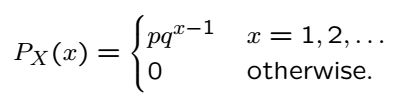 P_X(x) = { pq^{x−1} x = 1, 2, . . .
0 otherwise.